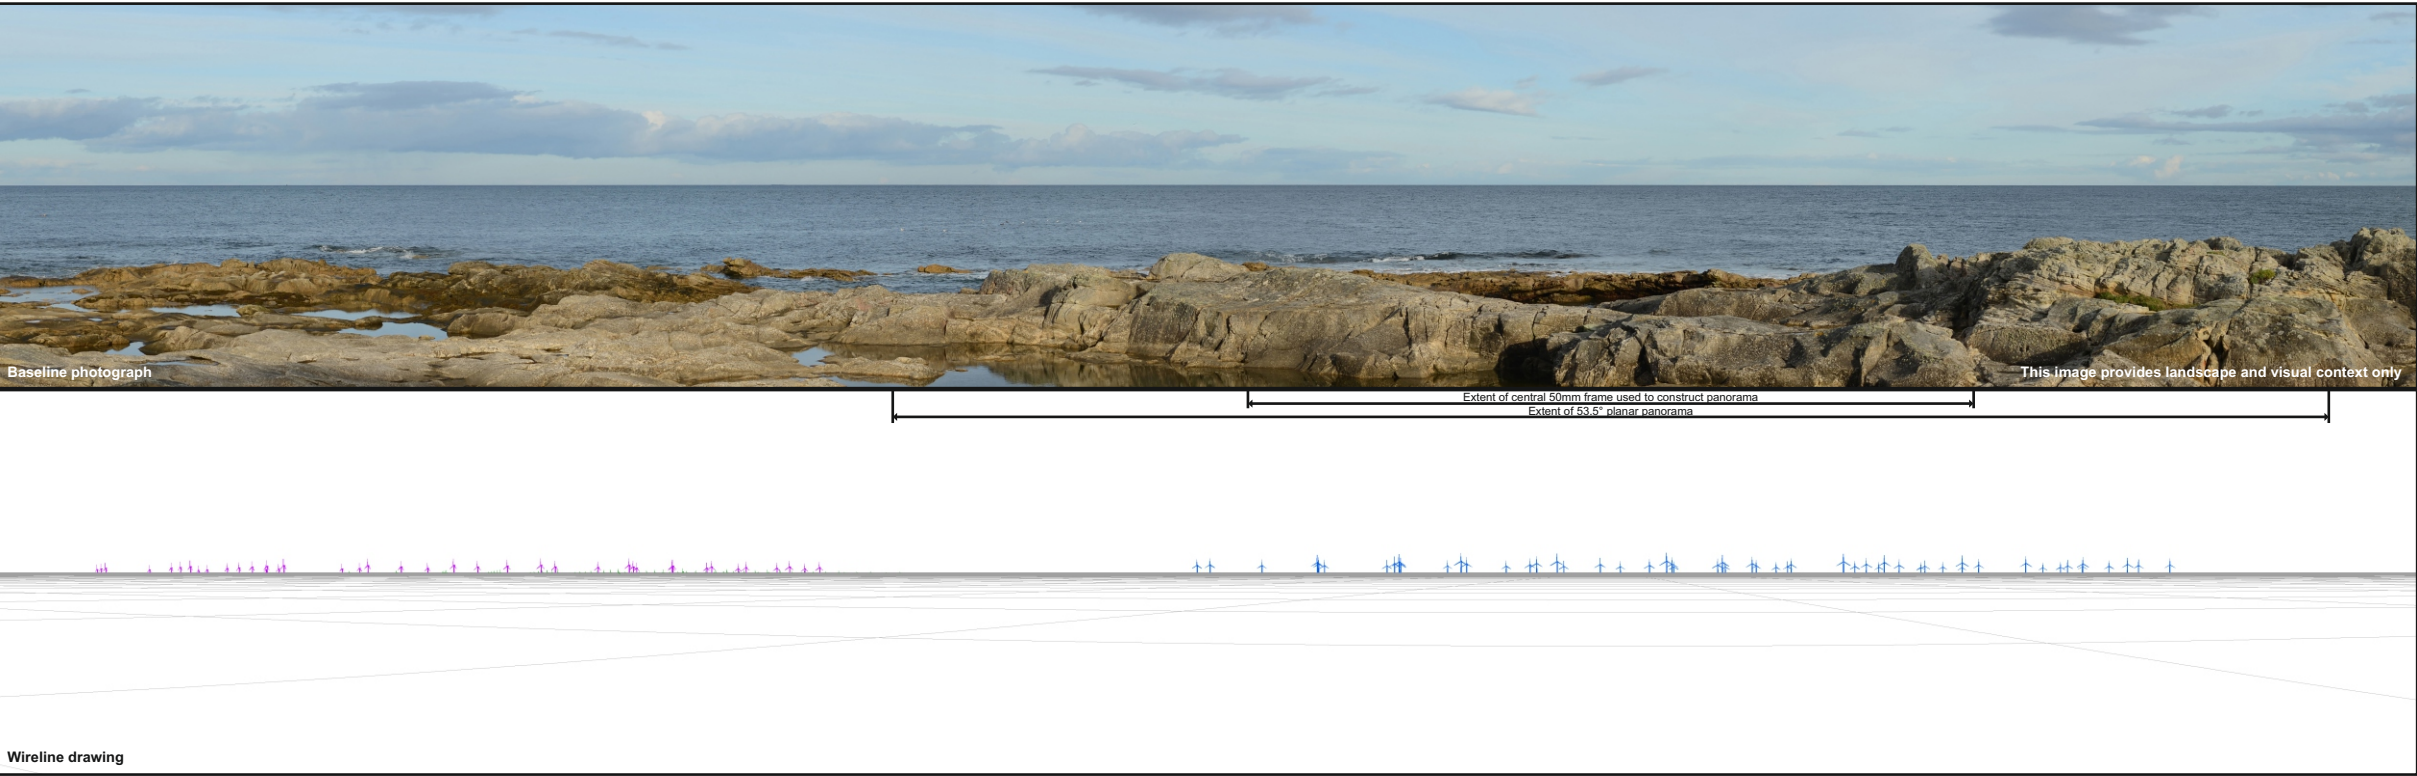 Baseline photograph
This image provides landscape and visual context only
Extent of central 50mm frame used to construct panorama
Extent of 53.5° planar panorama
Wireline drawing